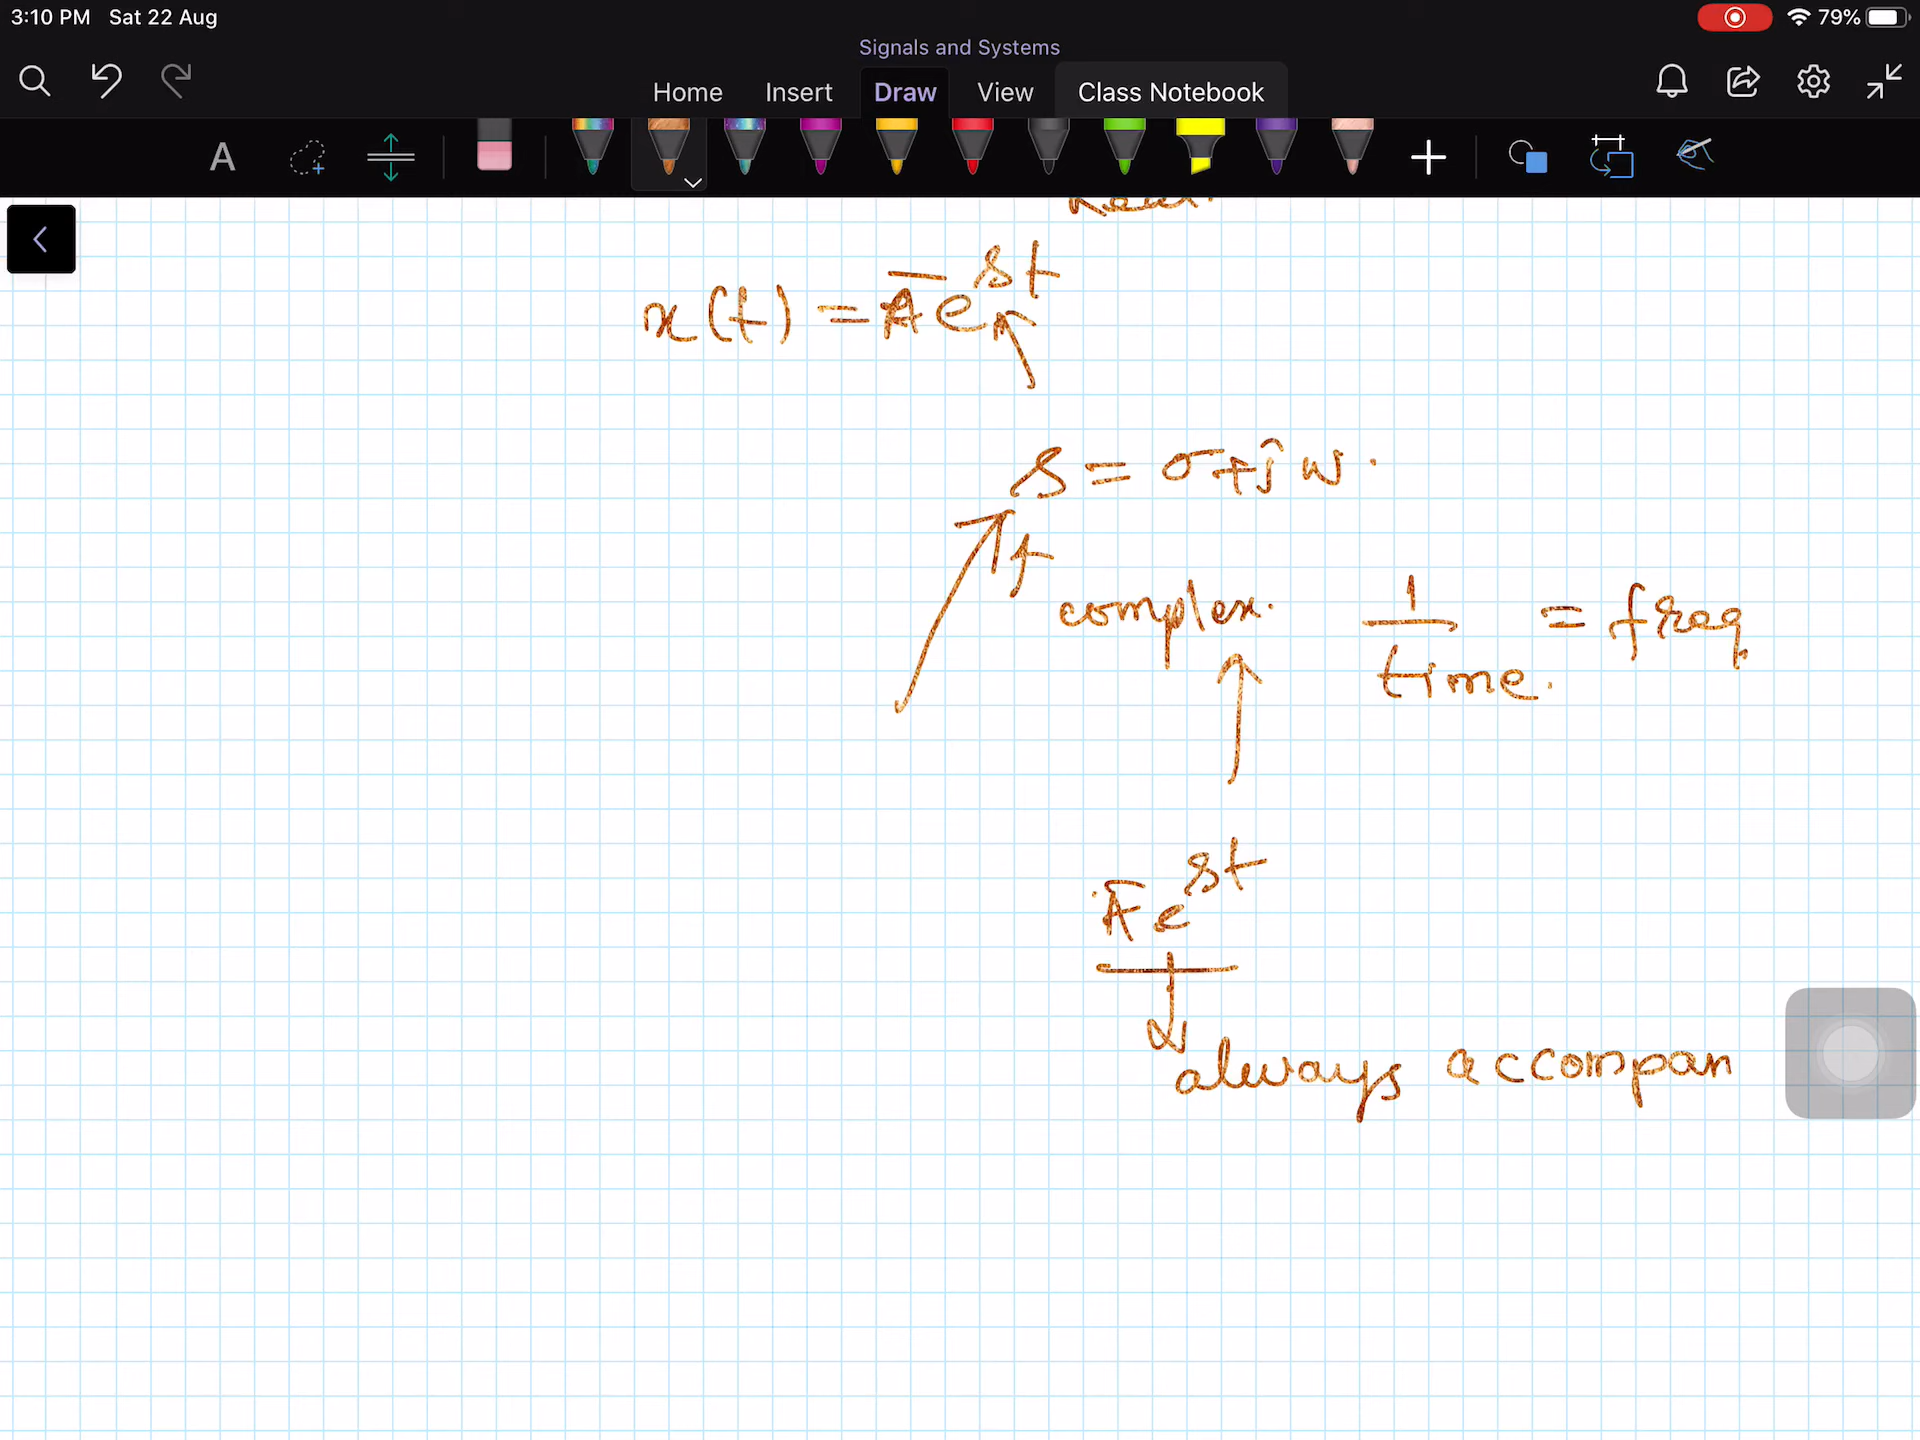 3:10 PM Sat 22 Aug
79%
Signals and Systems
Home Insert Draw View Class Notebook
A
x(t) = A̅ e^st
s = σ + jω.
complex. 1/time. = freq.
A̅ e^st
always accompan